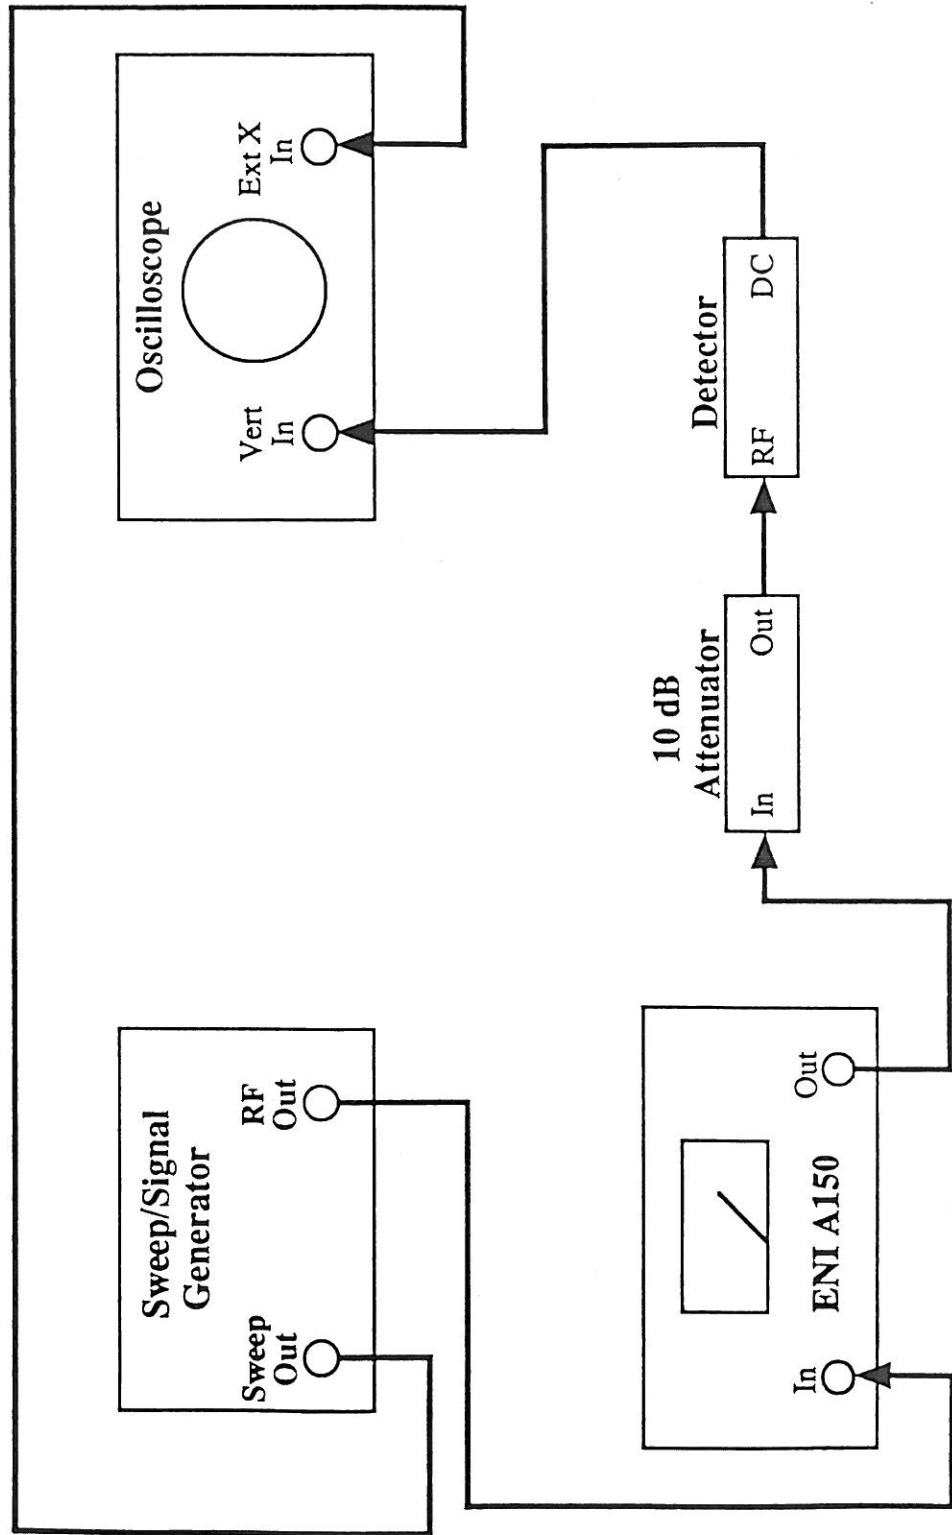 Sweep/Signal
Generator
Sweep
Out
RF
Out
Oscilloscope
Vert
In
Ext X
In
ENI A150
In
Out
10 dB
Attenuator
In
Out
Detector
RF
DC